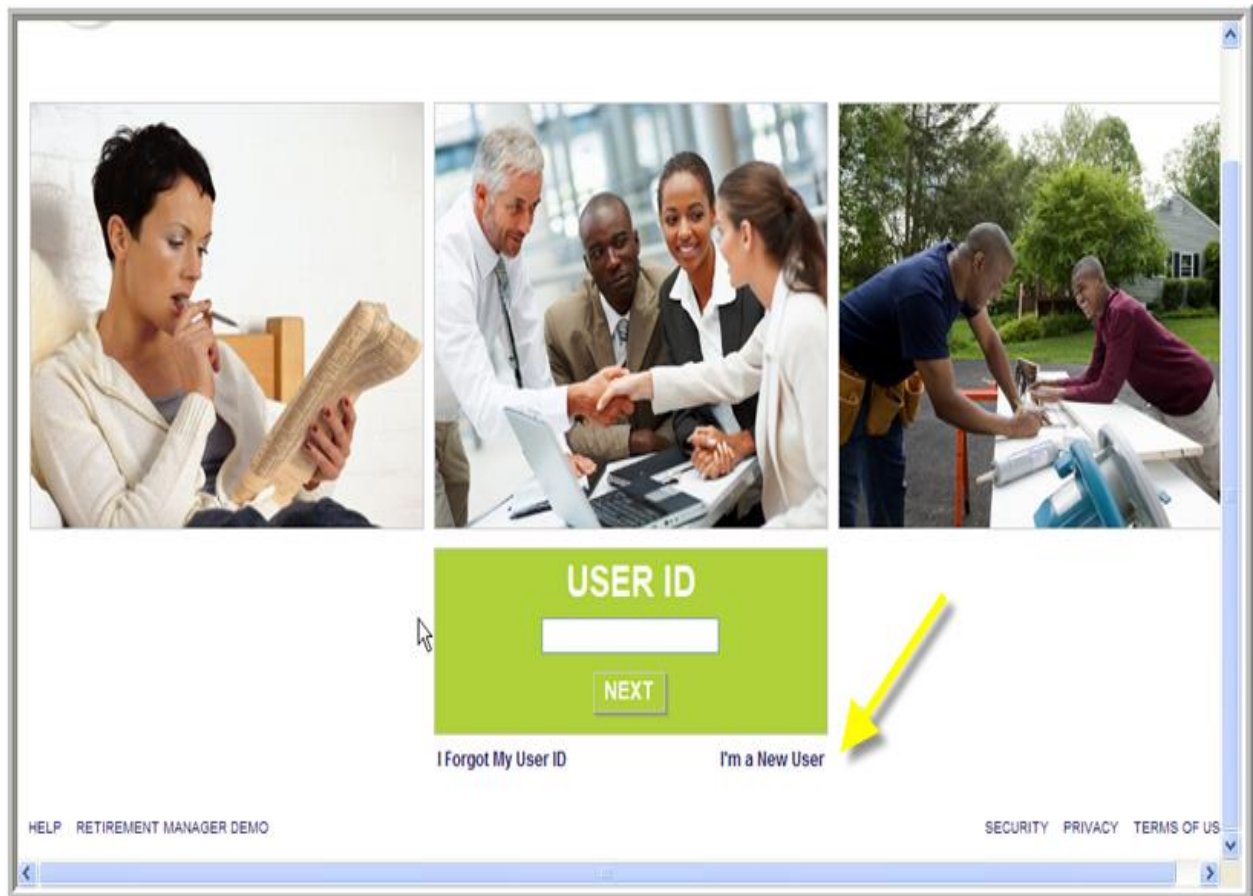 USER ID
NEXT
I Forgot My User ID I'm a New User
HELP RETIREMENT MANAGER DEMO SECURITY PRIVACY TERMS OF US